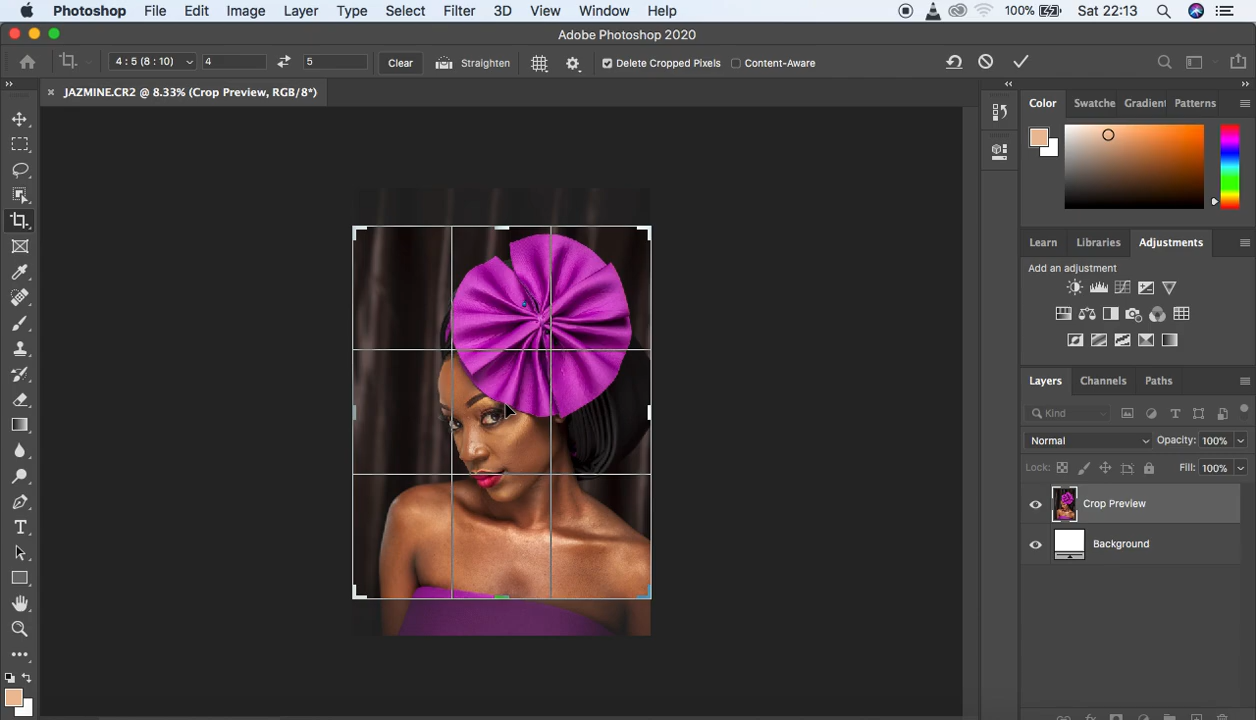 Photoshop File Edit Image Layer Type Select Filter 3D View Window Help 100% Sat 22:13
Adobe Photoshop 2020
4 : 5 (8 : 10) 4 5 Clear Straighten Delete Cropped Pixels Content-Aware
JAZMINE.CR2 @ 8.33% (Crop Preview, RGB/8*)
Color Swatche Gradient Patterns
Learn Libraries Adjustments
Add an adjustment
Layers Channels Paths
Kind
Normal Opacity: 100%
Lock: Fill: 100%
Crop Preview
Background